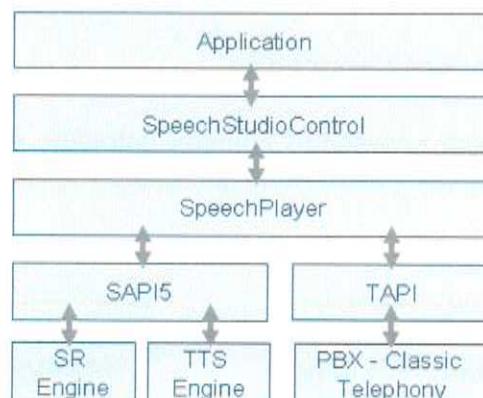 Application
SpeechStudioControl
SpeechPlayer
SAPI5
TAPI
SR
Engine
TTS
Engine
PBX - Classic
Telephony